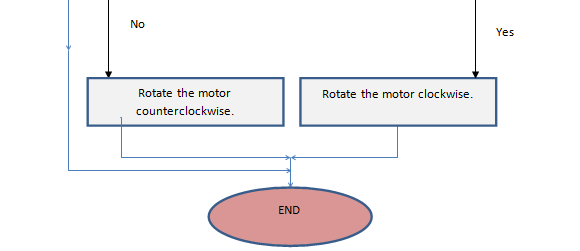 No
Yes
Rotate the motor
counterclockwise.
Rotate the motor clockwise.
END